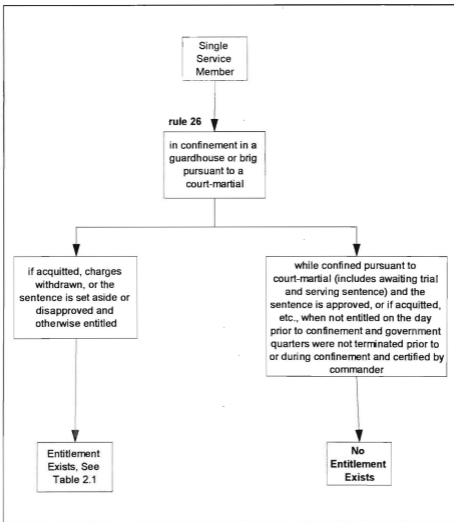 Single
Service
Member
rule 26
in confinement in a
guardhouse or brig
pursuant to a
court-martial
if acquitted, charges
withdrawn, or the
sentence is set aside or
disapproved and
otherwise entitled
while confined pursuant to
court-martial (includes awaiting trial
and serving sentence) and the
sentence is approved, or if acquitted,
etc., when not entitled on the day
prior to confinement and government
quarters were not terminated prior to
or during confinement and certified by
commander
Entitlement
Exists, See
Table 2.1
No
Entitlement
Exists